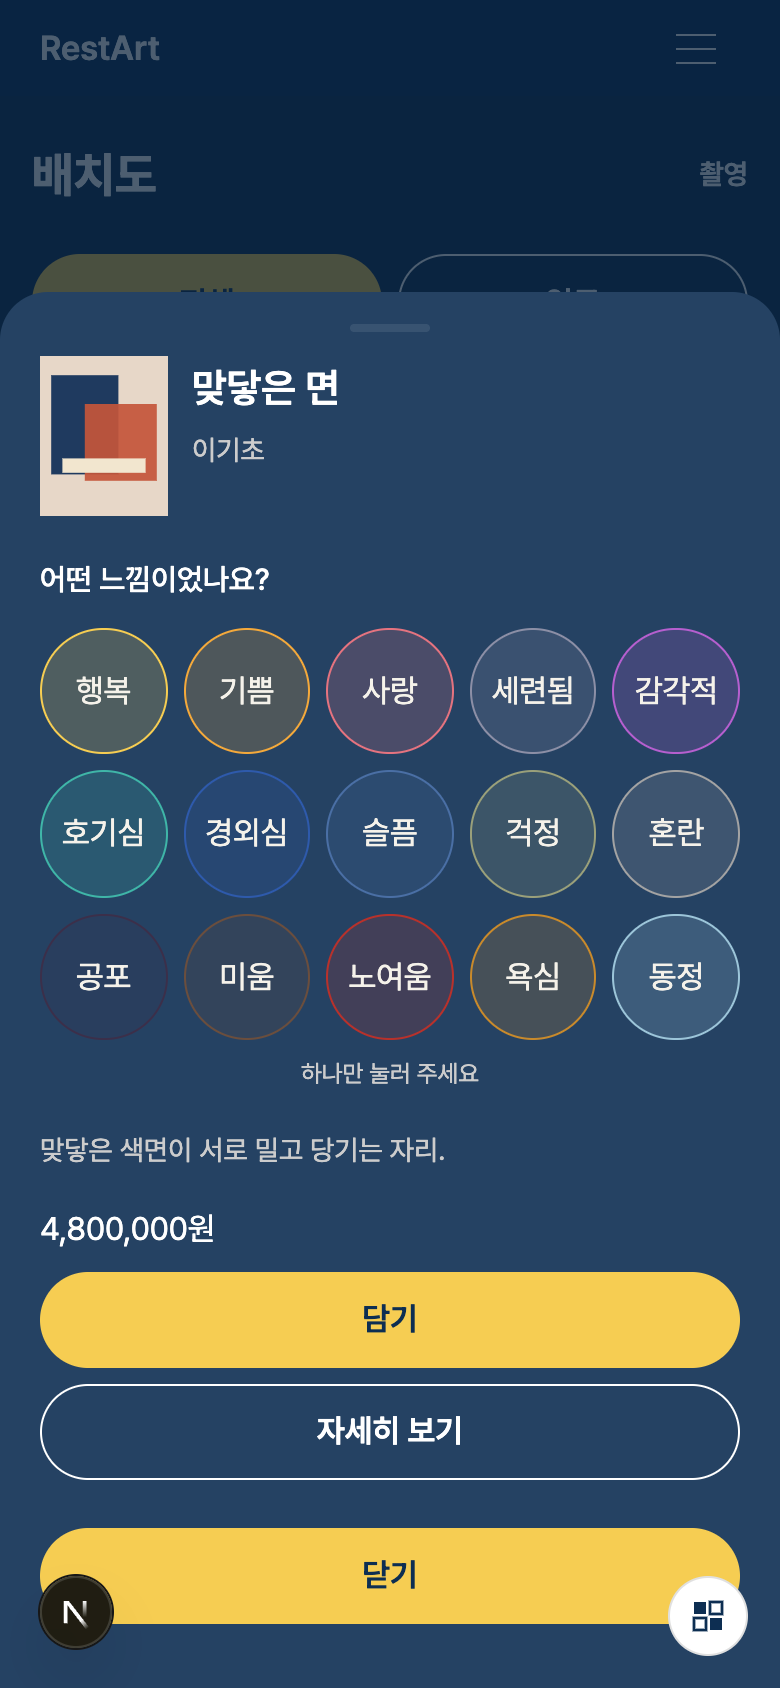 RestArt
배치도
촬영
맞닿은 면
이기초
어떤 느낌이었나요?
행복 기쁨 사랑 세련됨 감각적
호기심 경외심 슬픔 걱정 혼란
공포 미움 노여움 욕심 동정
하나만 눌러 주세요
맞닿은 색면이 서로 밀고 당기는 자리.
4,800,000원
담기
자세히 보기
닫기
N